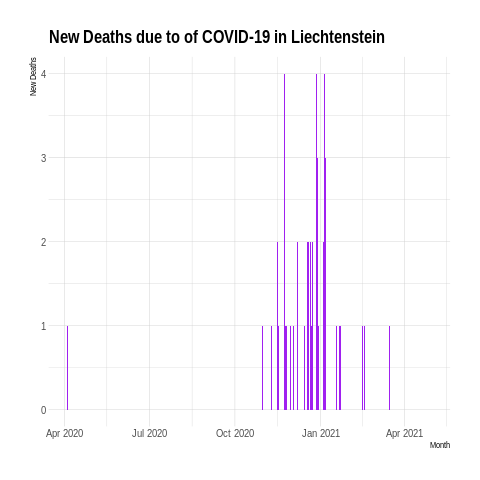 New Deaths due to of COVID-19 in Liechtenstein
New Deaths
4
3
2
1
0
Apr 2020 Jul 2020 Oct 2020 Jan 2021 Apr 2021
Month